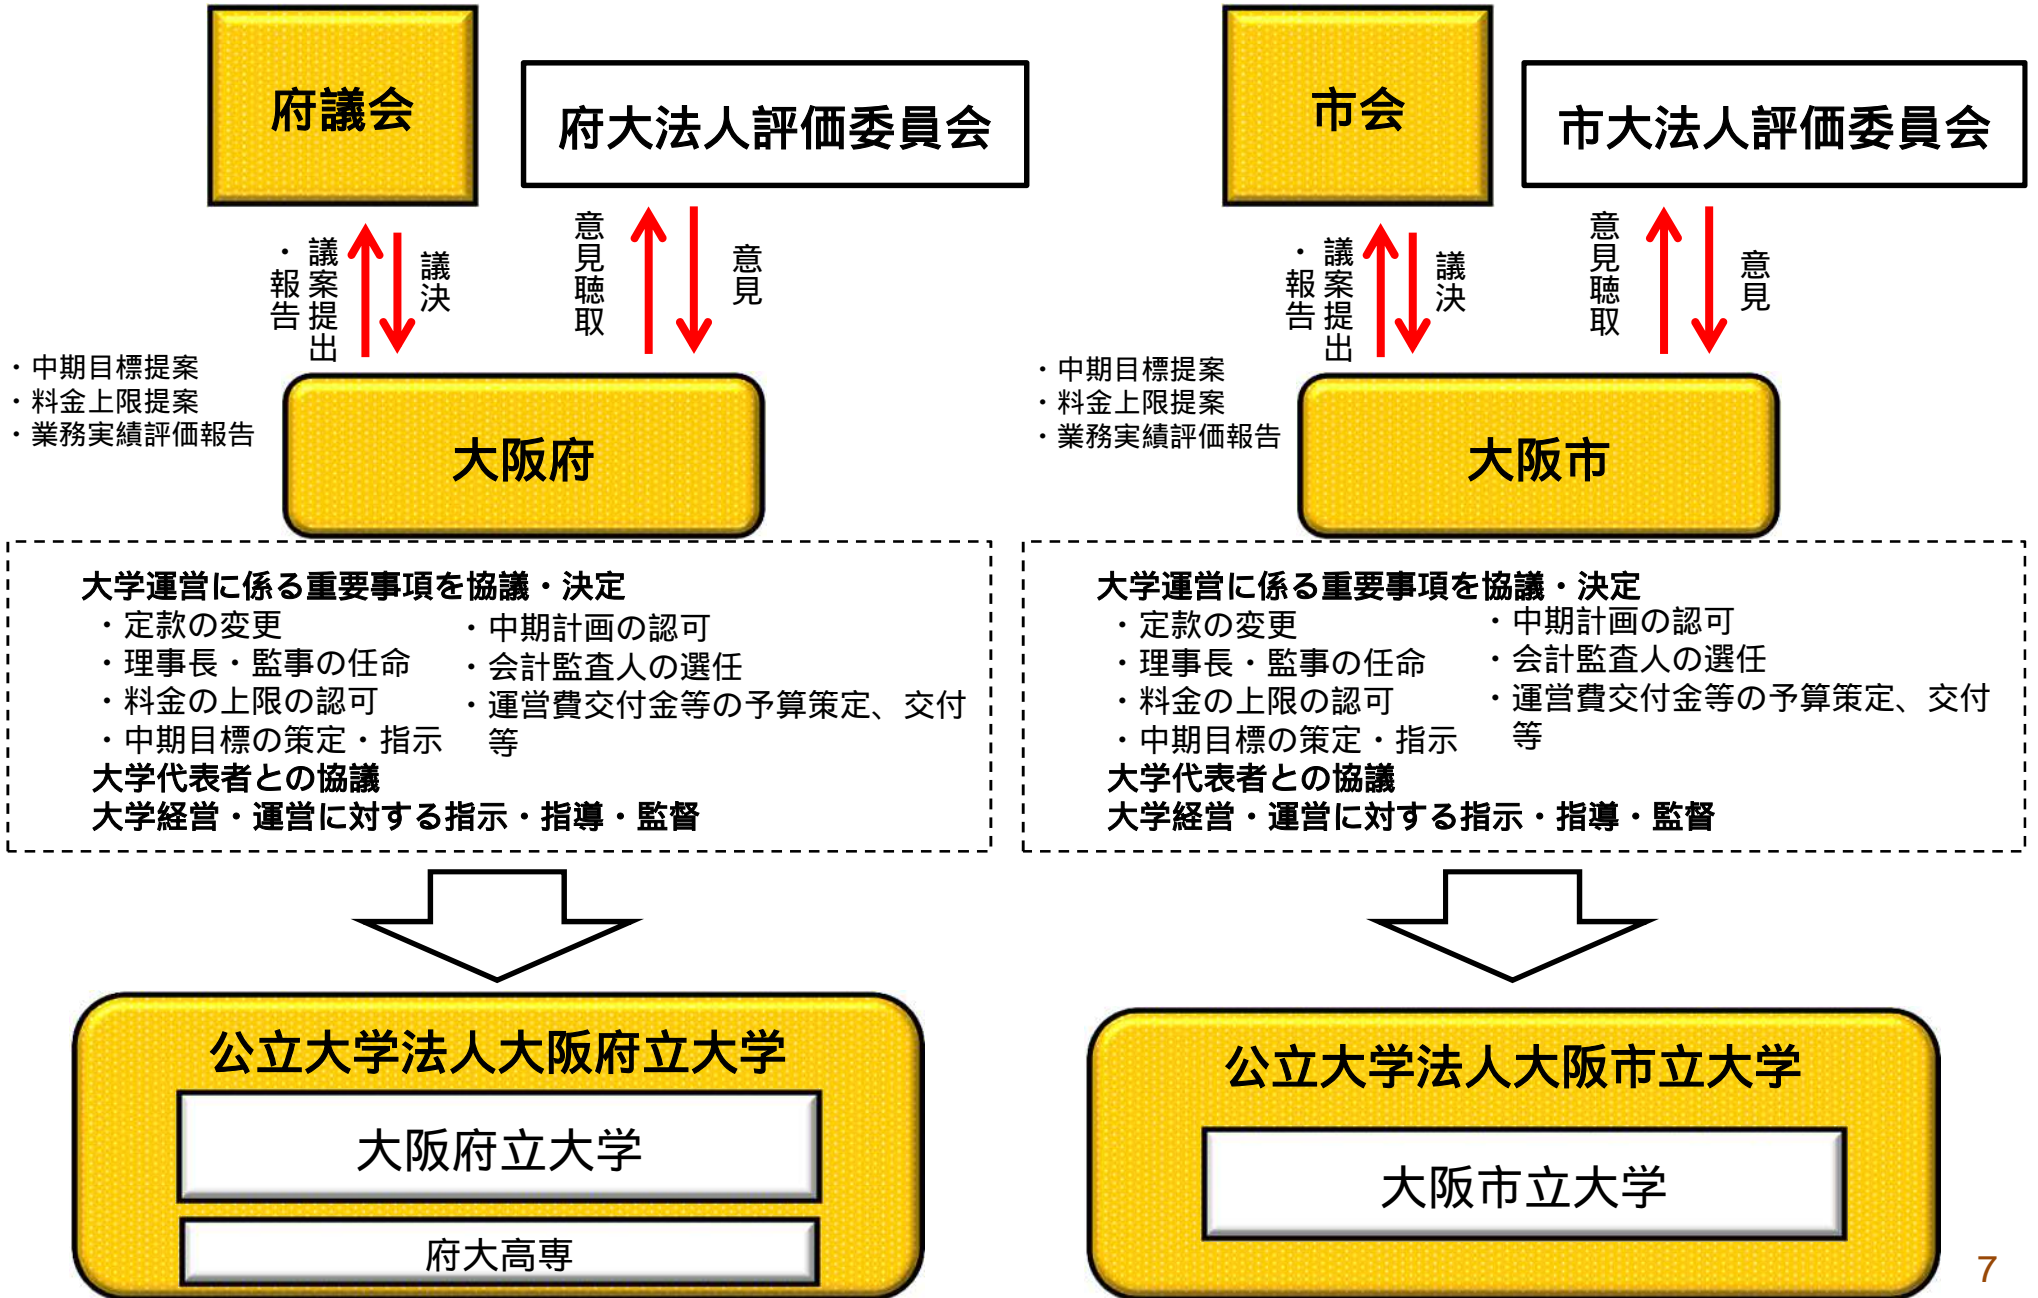 府議会
府大法人評価委員会
議案提出
・報告
議決
意見聴取
意見
・中期目標提案
・料金上限提案
・業務実績評価報告
大阪府
大学運営に係る重要事項を協議・決定
・定款の変更
・理事長・監事の任命
・料金の上限の認可
・中期目標の策定・指示
・中期計画の認可
・会計監査人の選任
・運営費交付金等の予算策定、交付
等
大学代表者との協議
大学経営・運営に対する指示・指導・監督
公立大学法人大阪府立大学
大阪府立大学
府大高専
市会
市大法人評価委員会
議案提出
・報告
議決
意見聴取
意見
・中期目標提案
・料金上限提案
・業務実績評価報告
大阪市
大学運営に係る重要事項を協議・決定
・定款の変更
・理事長・監事の任命
・料金の上限の認可
・中期目標の策定・指示
・中期計画の認可
・会計監査人の選任
・運営費交付金等の予算策定、交付
等
大学代表者との協議
大学経営・運営に対する指示・指導・監督
公立大学法人大阪市立大学
大阪市立大学
7